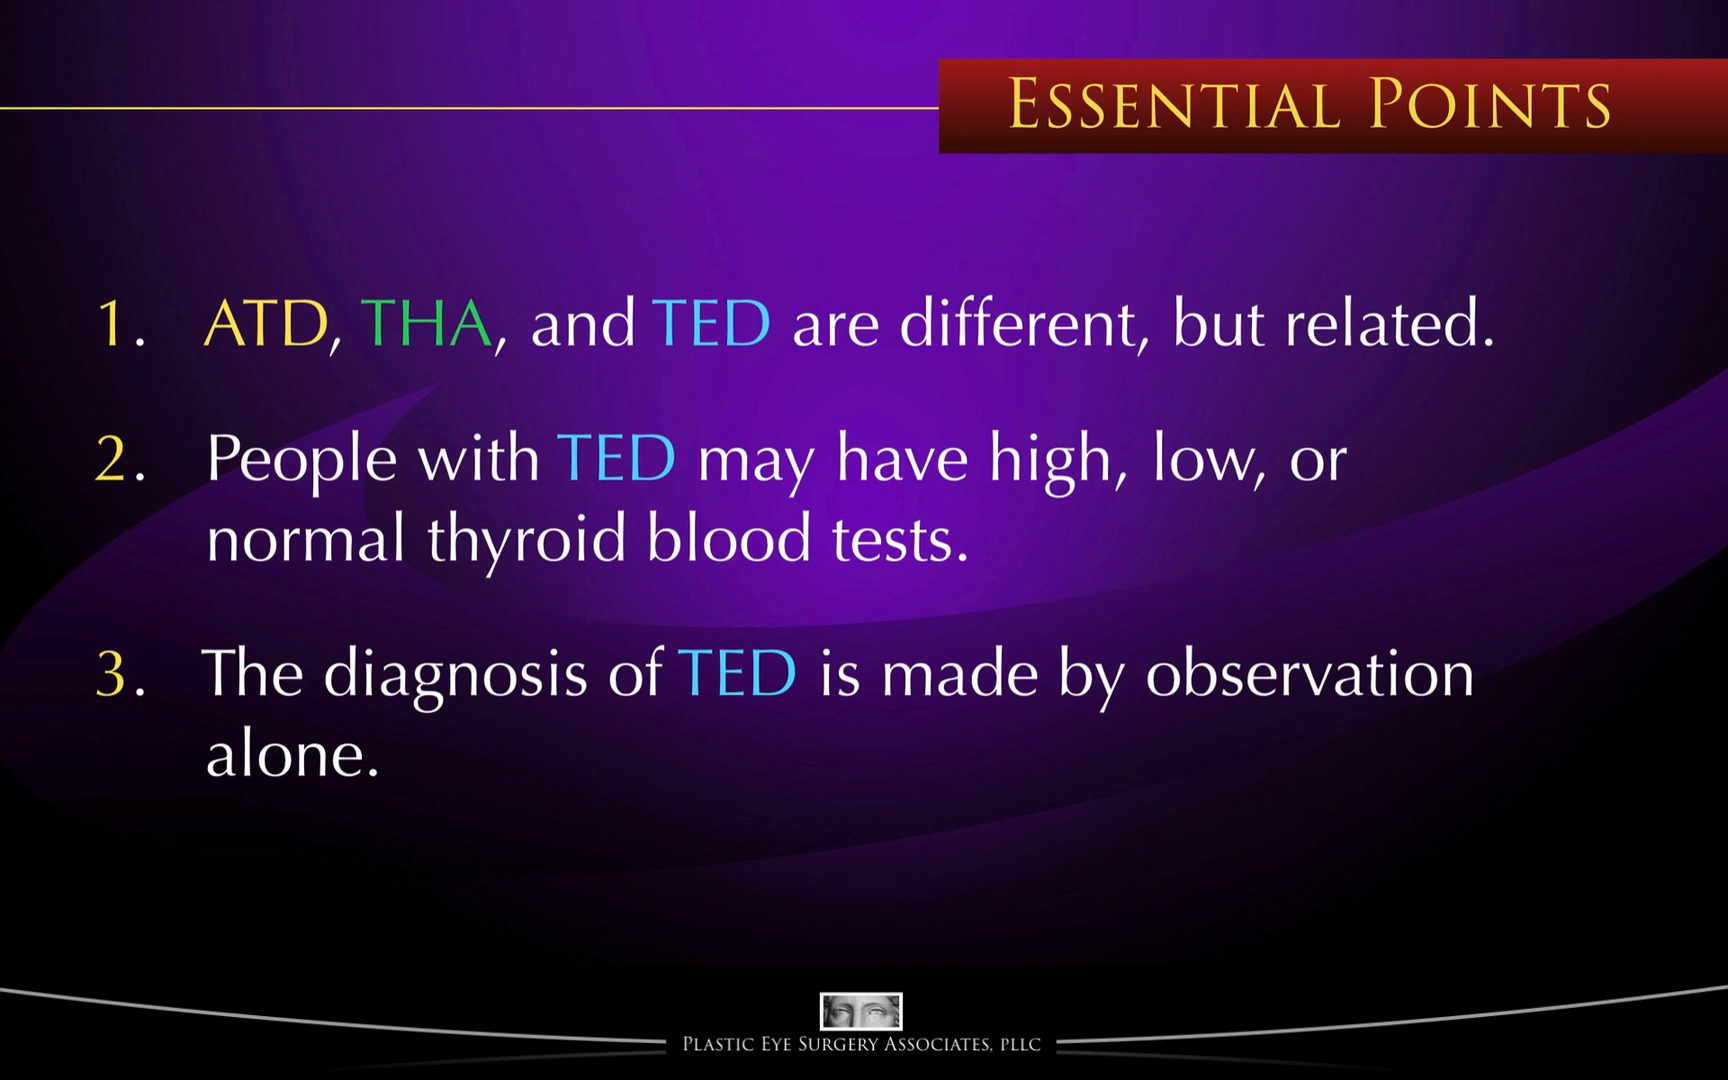 ESSENTIAL POINTS
1. ATD, THA, and TED are different, but related.
2. People with TED may have high, low, or
normal thyroid blood tests.
3. The diagnosis of TED is made by observation
alone.
PLASTIC EYE SURGERY ASSOCIATES, PLLC